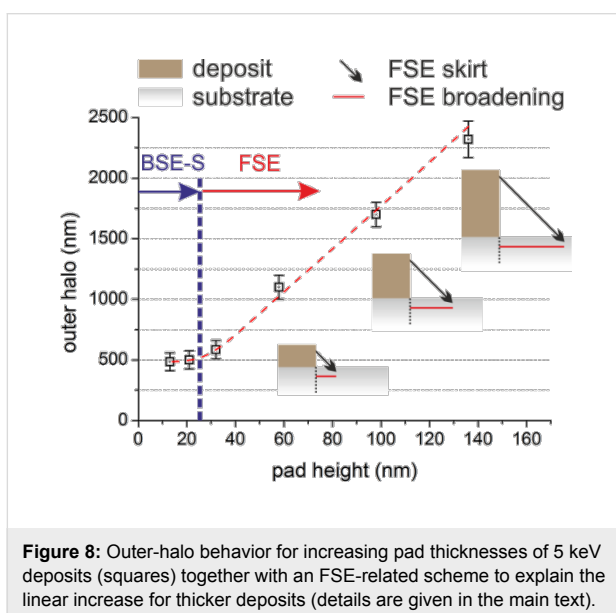 deposit
FSE skirt
substrate
FSE broadening
2500
2000
1500
1000
500
0
outer halo (nm)
BSE-S
FSE
0 20 40 60 80 100 120 140 160
pad height (nm)
Figure 8: Outer-halo behavior for increasing pad thicknesses of 5 keV
deposits (squares) together with an FSE-related scheme to explain the
linear increase for thicker deposits (details are given in the main text).